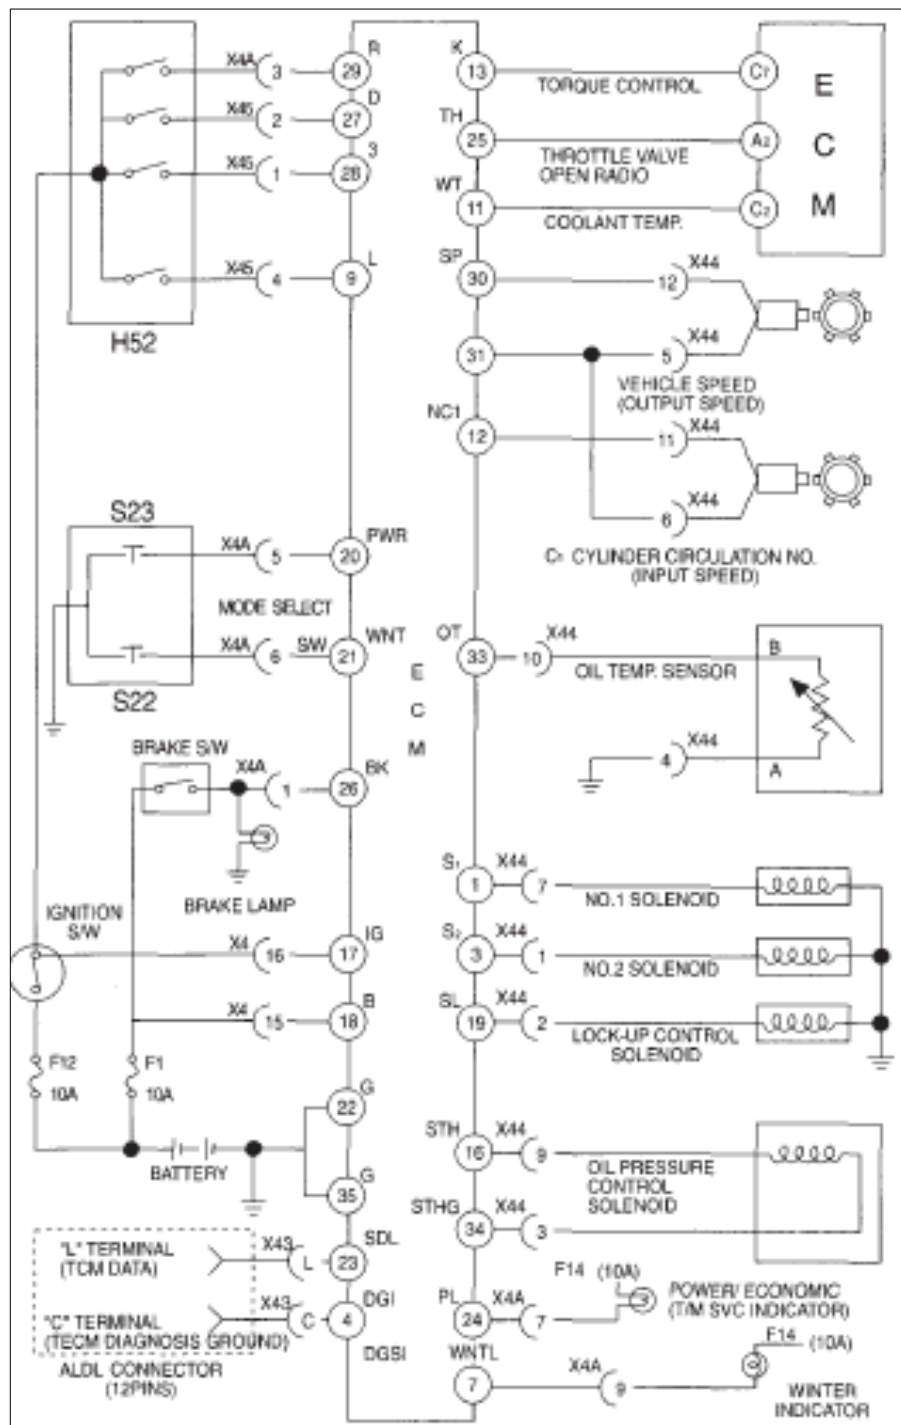 R
X4A 3 29
D
X45 2 27
3
X45 1 28
L
X45 4 9
H52
K
13 TORQUE CONTROL C7
TH
25 THROTTLE VALVE A2
OPEN RADIO
WT
11 COOLANT TEMP. C2
E
C
M
SP X44
30 12
X44
31 5
VEHICLE SPEED
(OUTPUT SPEED)
NC1 X44
12 11
X44
6
C1 CYLINDER CIRCULATION NO.
(INPUT SPEED)
S23
X4A 5 PWR 20
MODE SELECT
X4A 6 S/W WNT 21
S22
E
C
M
OT X44
33 10 B
OIL TEMP. SENSOR
X44
4 A
BRAKE S/W
X4A 1 BK 26
BRAKE LAMP
IGNITION
S/W
X4 16 IG 17
X4 15 B 18
F12 F1
10A 10A
G
22
BATTERY
G
35
S1 X44
1 7
NO.1 SOLENOID
S2 X44
3 1
NO.2 SOLENOID
SL X44
19 2
LOCK-UP CONTROL
SOLENOID
STH X44
16 9
OIL PRESSURE
CONTROL
SOLENOID
STHG X44
34 3
"L" TERMINAL X43 SDL
(TCM DATA) L 23
"C" TERMINAL X43 DGI
(TECM DIAGNOSIS GROUND) C 4
DGSI
ALDL CONNECTOR
(12PINS)
F14 (10A)
PL X4A
24 7
POWER/ ECONOMIC
(T/M SVC INDICATOR)
WNTL
F14 (10A)
7 X4A 9
WINTER
INDICATOR